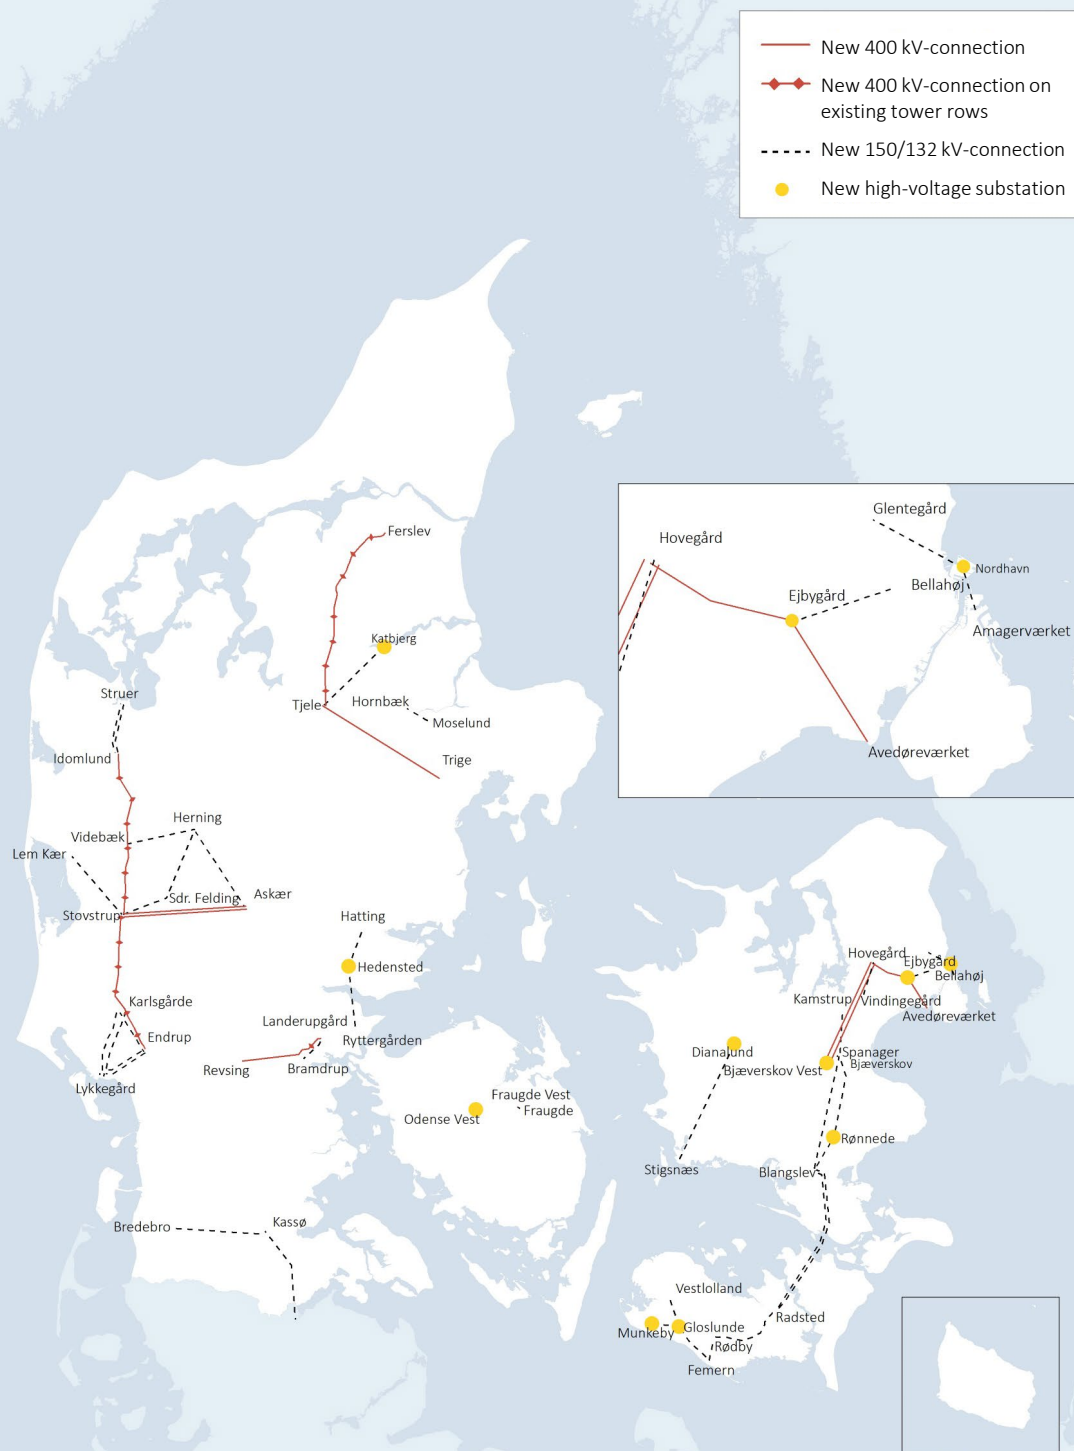 New 400 kV-connection
New 400 kV-connection on
existing tower rows
New 150/132 kV-connection
New high-voltage substation
Glentegård
Hovegård
Nordhavn
Bellahøj
Ejbygård
Amagerværket
Avedøreværket
Ferslev
Katbjerg
Struer
Tjele
Hornbæk
Moselund
Idomlund
Trige
Herning
Videbæk
Lem Kær
Sdr. Felding
Askær
Stovstrup
Hatting
Hedensted
Karlsgårde
Landerupgård
Endrup
Ryttergården
Bramdrup
Revsing
Lykkegård
Fraugde Vest
Fraugde
Odense Vest
Bredebro
Kassø
Hovegård
Ejbygård
Bellahøj
Kamstrup
Vindingegård
Avedøreværket
Dianalund
Spanager
Bjæverskov
Bjæverskov Vest
Rønnede
Stigsnæs
Blangslev
Vestlolland
Radsted
Gloslunde
Munkeby
Rødby
Femern